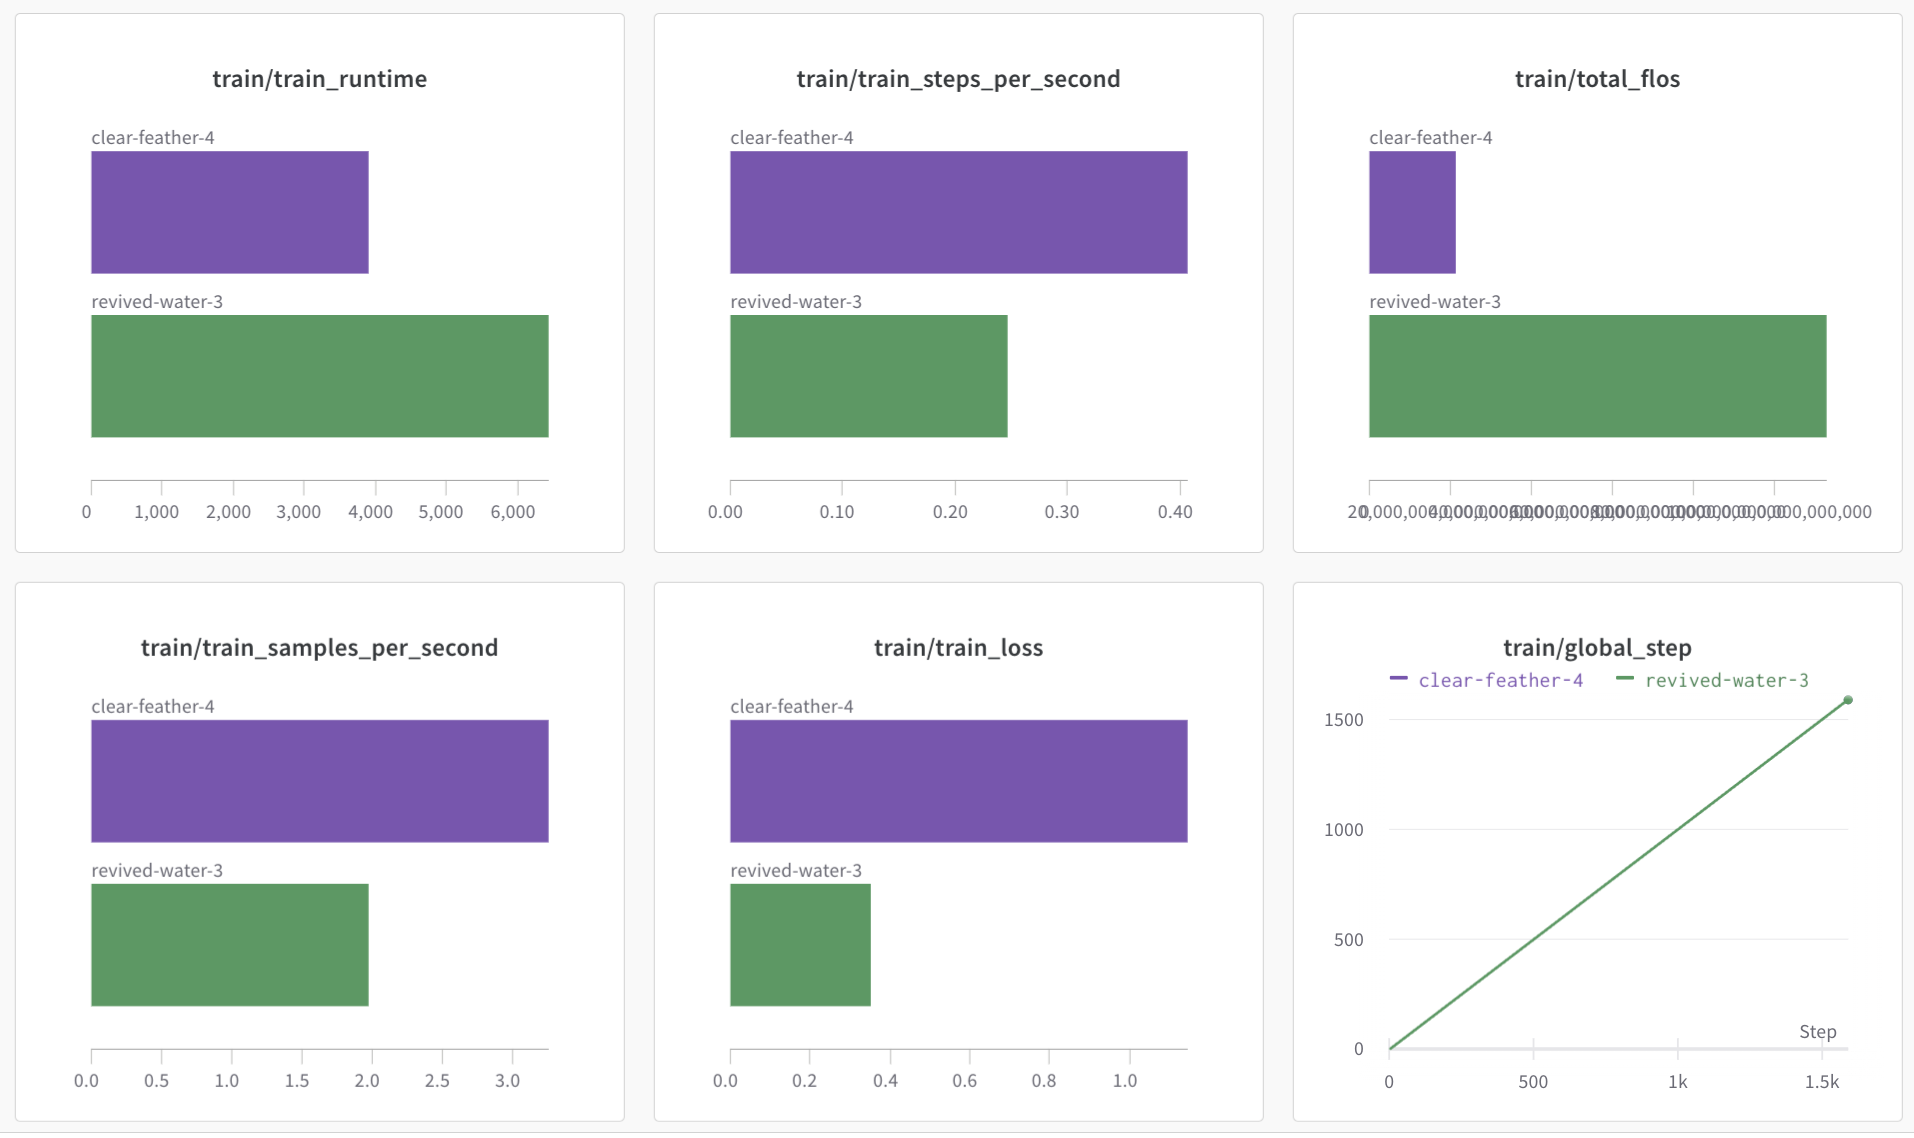 train/train_runtime
clear-feather-4
revived-water-3
0 1,000 2,000 3,000 4,000 5,000 6,000
train/train_steps_per_second
clear-feather-4
revived-water-3
0.00 0.10 0.20 0.30 0.40
train/total_flos
clear-feather-4
revived-water-3
train/train_samples_per_second
clear-feather-4
revived-water-3
0.0 0.5 1.0 1.5 2.0 2.5 3.0
train/train_loss
clear-feather-4
revived-water-3
0.0 0.2 0.4 0.6 0.8 1.0
train/global_step
clear-feather-4 revived-water-3
1500
1000
500
0
Step
0 500 1k 1.5k